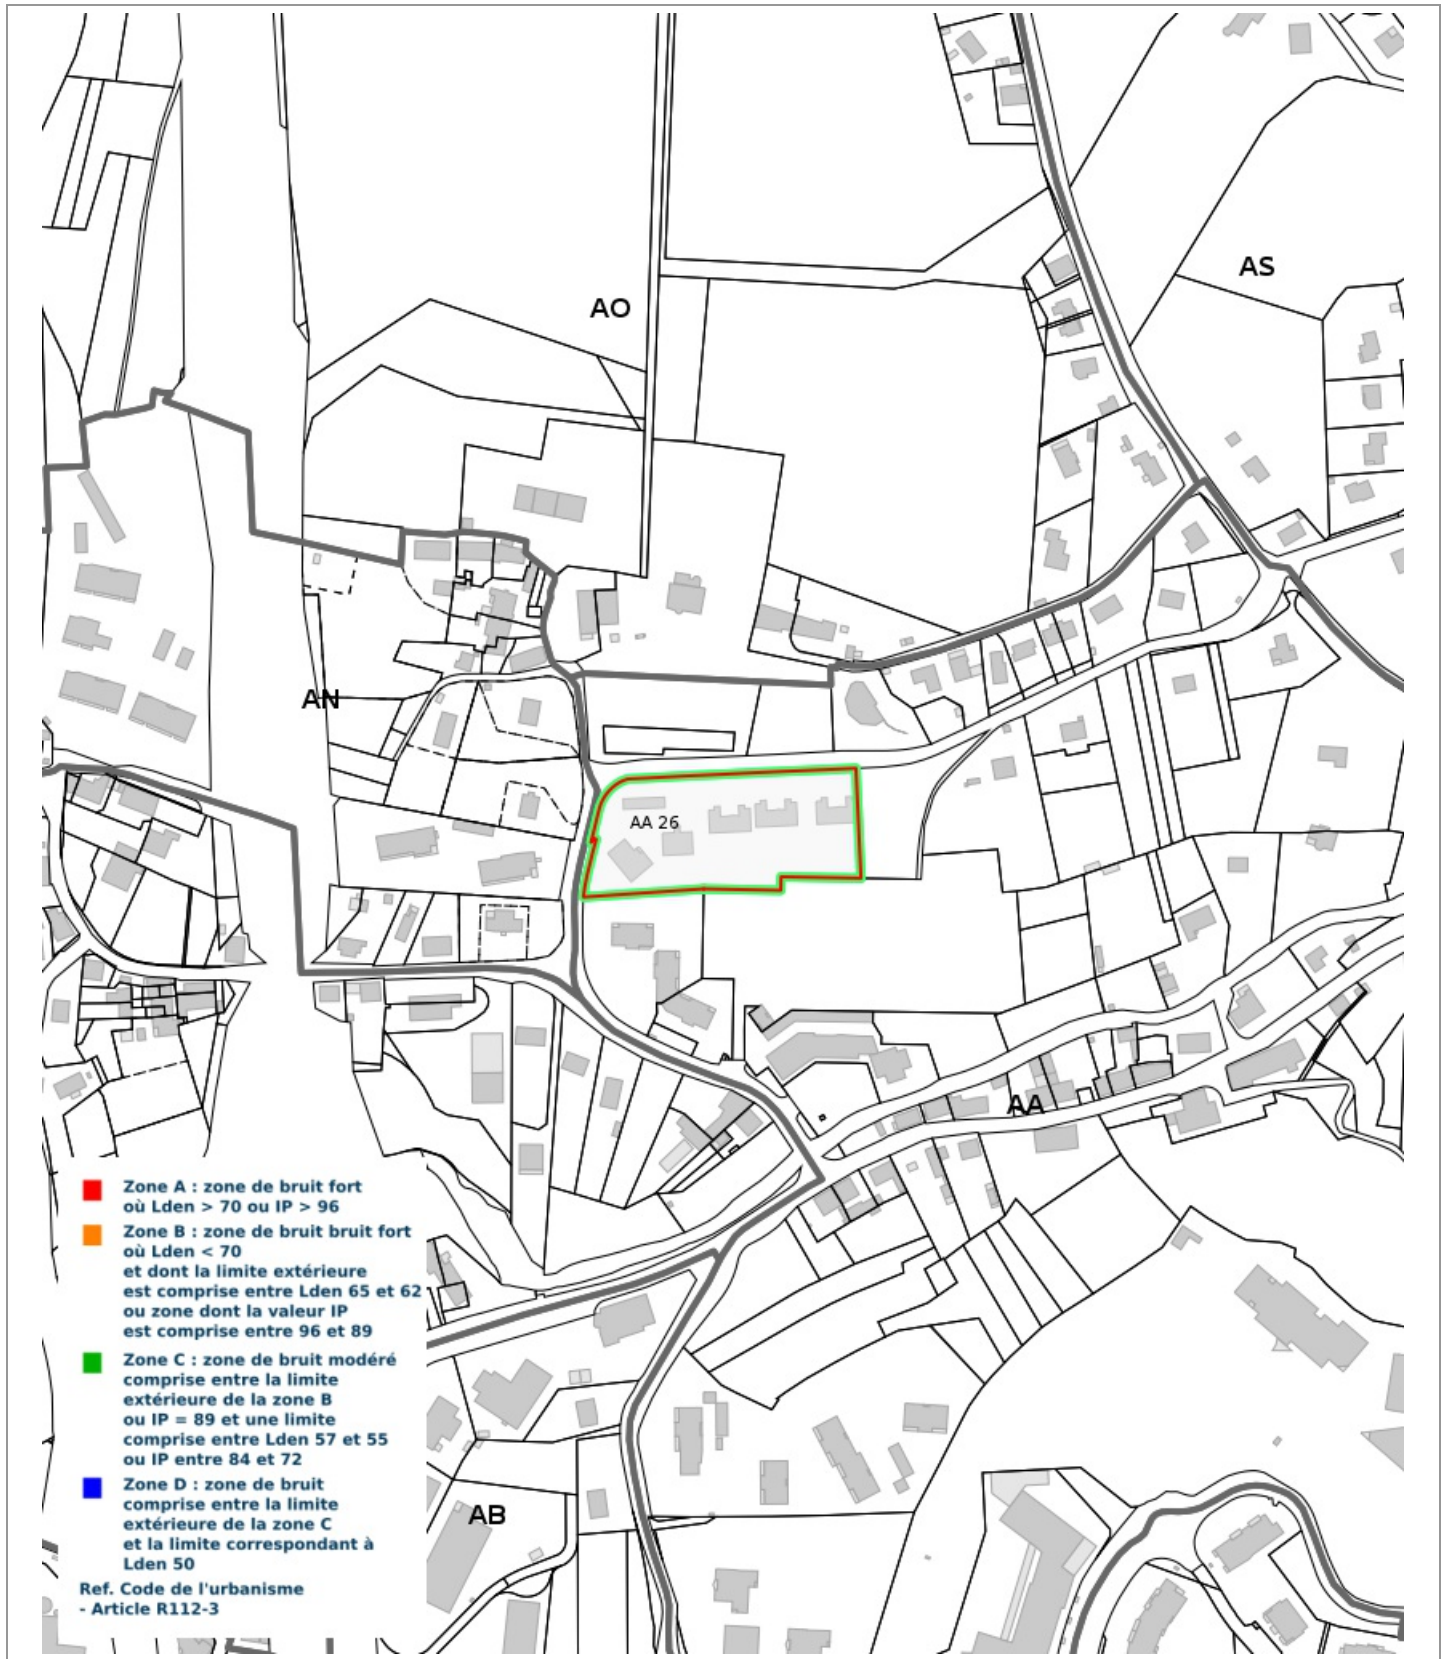 AS
AO
AN
AA 26
AA
Zone A : zone de bruit fort
où Lden > 70 ou IP > 96
Zone B : zone de bruit bruit fort
où Lden < 70
et dont la limite extérieure
est comprise entre Lden 65 et 62
ou zone dont la valeur IP
est comprise entre 96 et 89
Zone C : zone de bruit modéré
comprise entre la limite
extérieure de la zone B
ou IP = 89 et une limite
comprise entre Lden 57 et 55
ou IP entre 84 et 72
Zone D : zone de bruit
comprise entre la limite
extérieure de la zone C
et la limite correspondant à
Lden 50
Ref. Code de l'urbanisme
- Article R112-3
AB